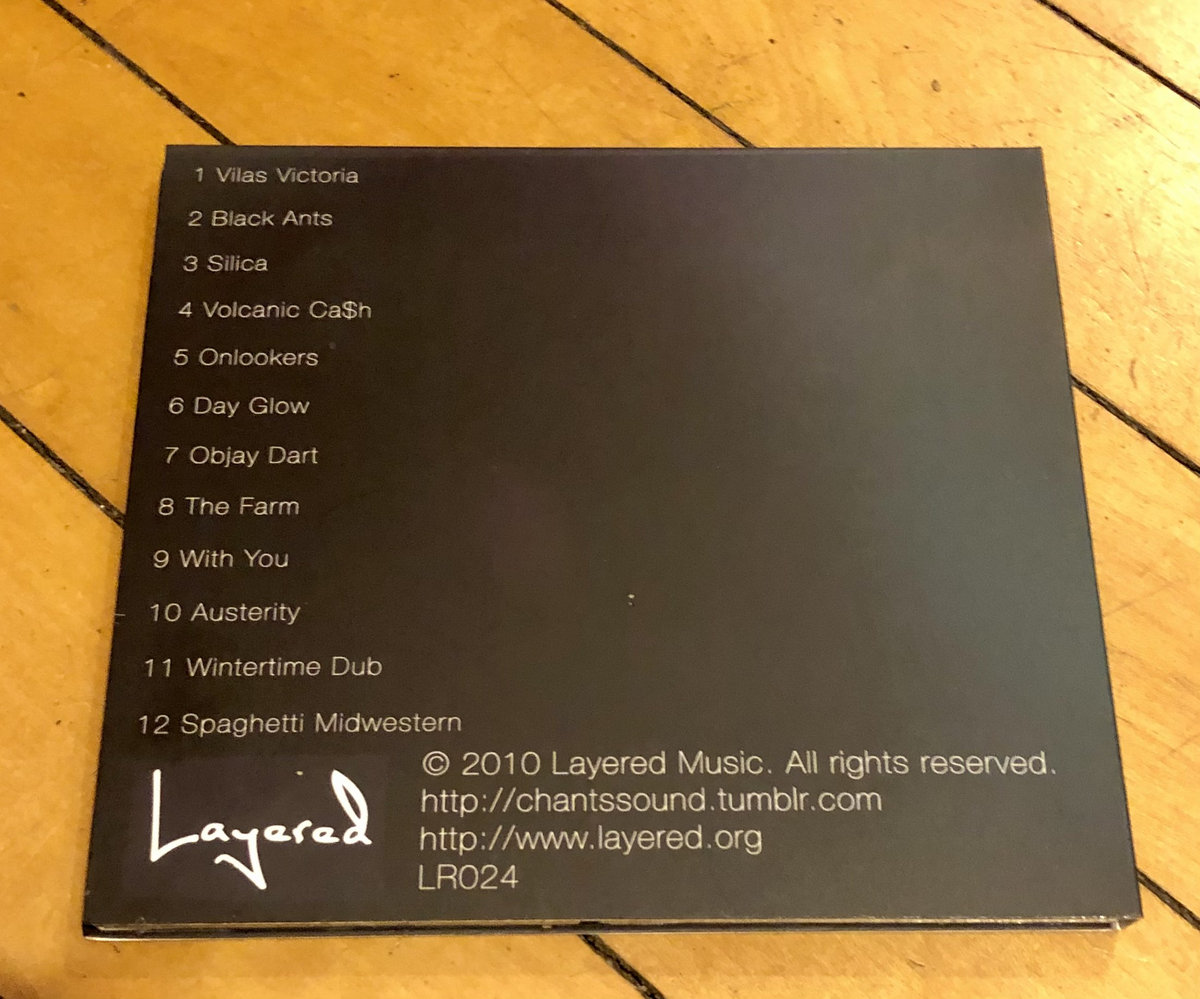 1 Vilas Victoria
2 Black Ants
3 Silica
4 Volcanic Ca$h
5 Onlookers
6 Day Glow
7 Objay Dart
8 The Farm
9 With You
10 Austerity
11 Wintertime Dub
12 Spaghetti Midwestern
Layered
© 2010 Layered Music. All rights reserved.
http://chantssound.tumblr.com
http://www.layered.org
LR024